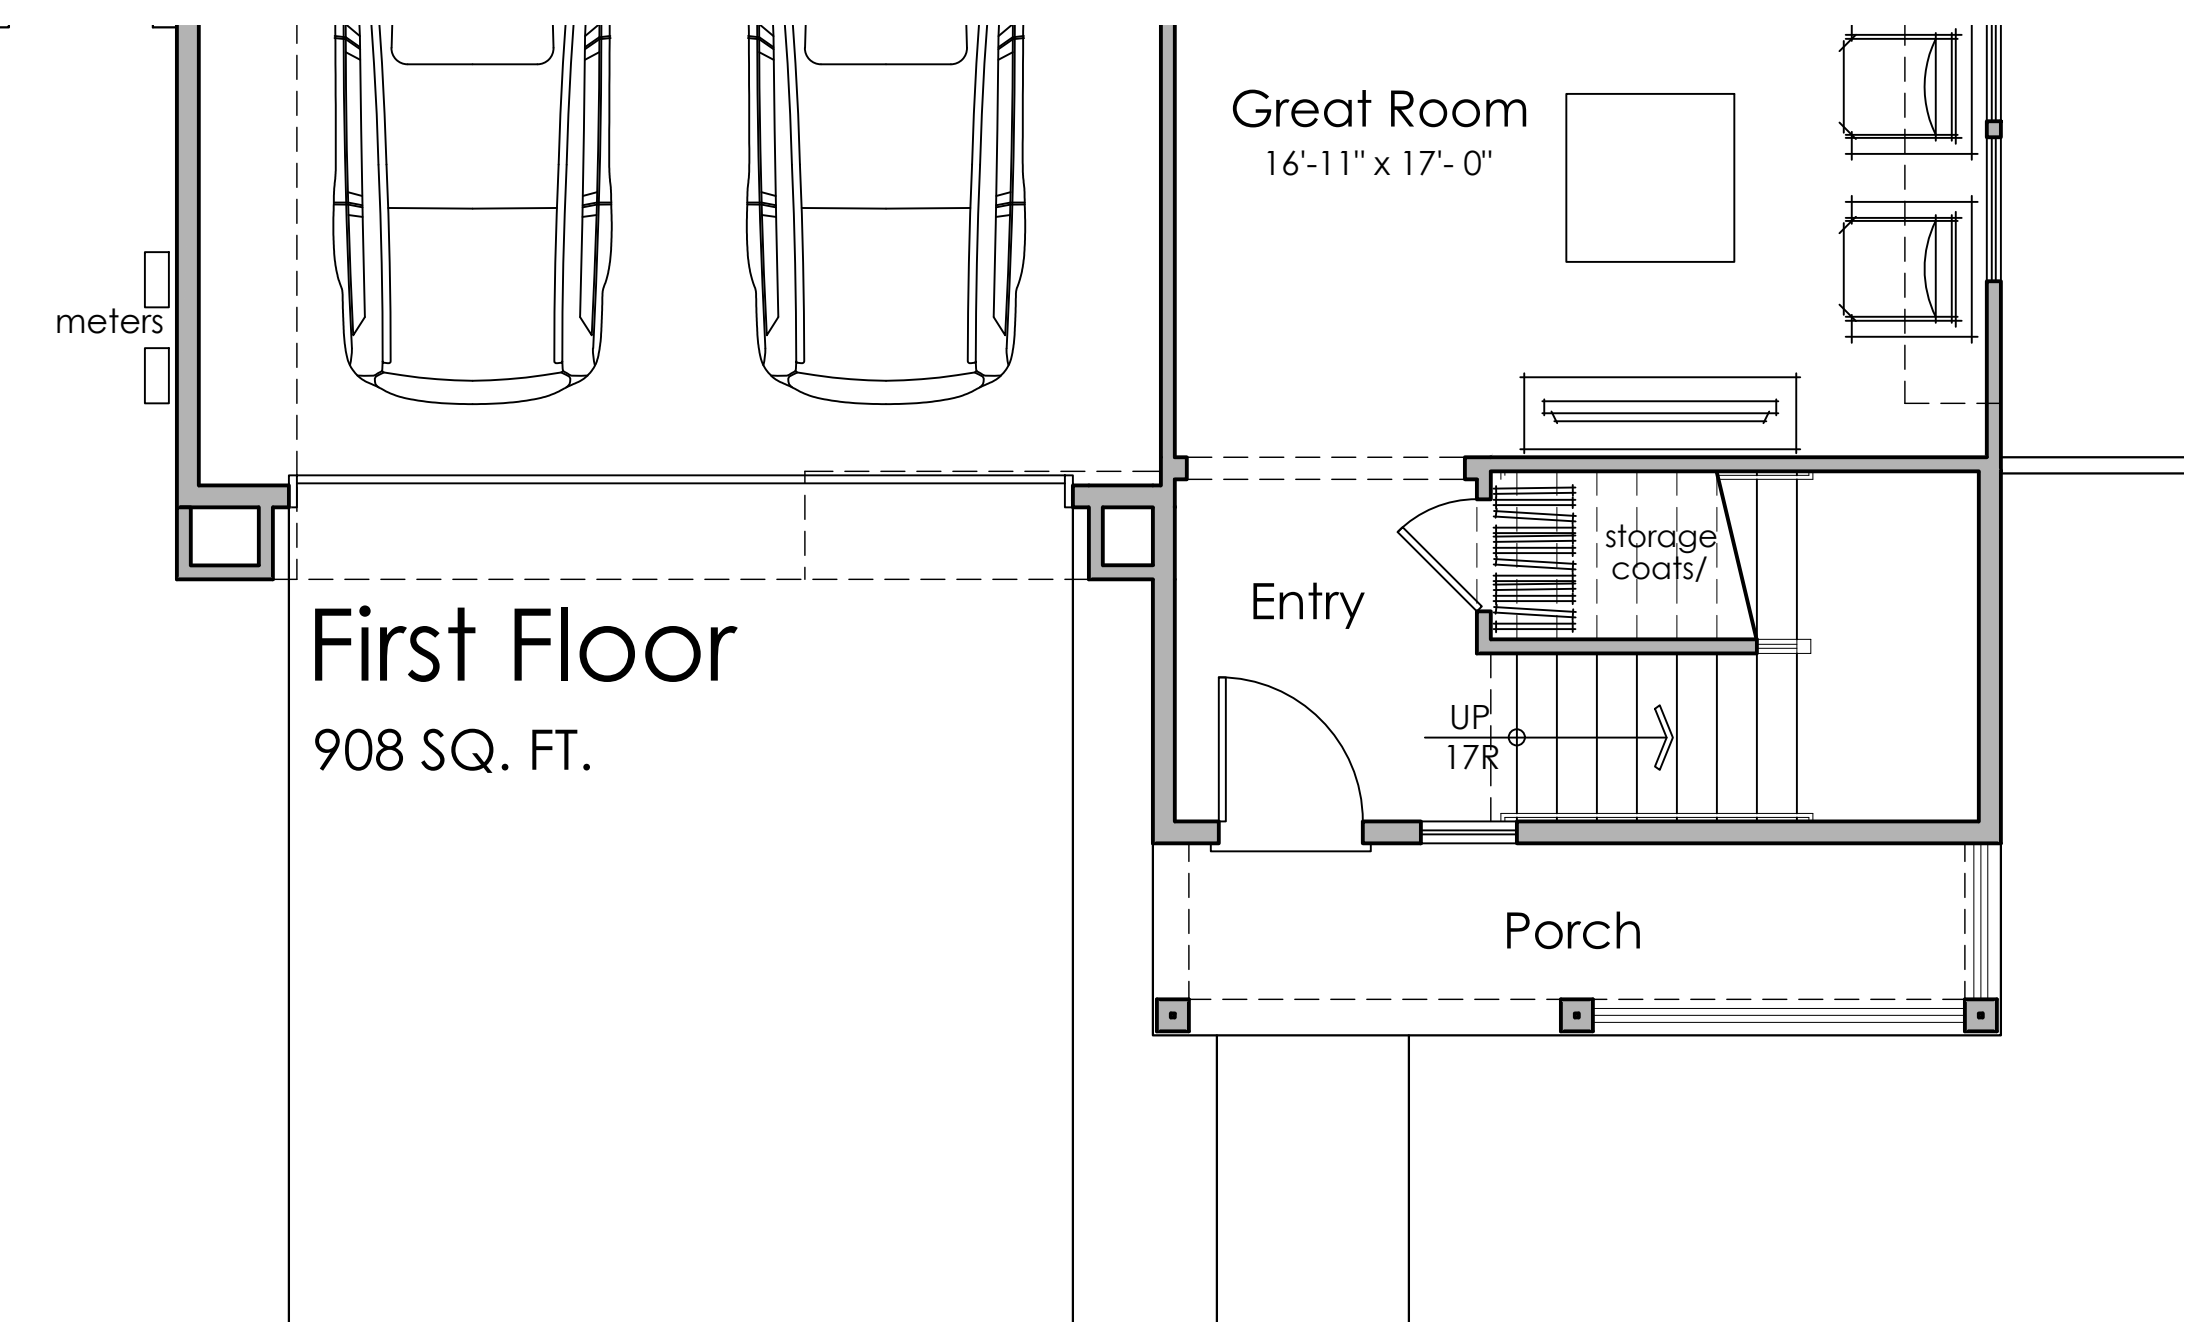 Great Room
16'-11" x 17'- 0"
meters
storage
coats/
Entry
First Floor
908 SQ. FT.
UP
17R
Porch